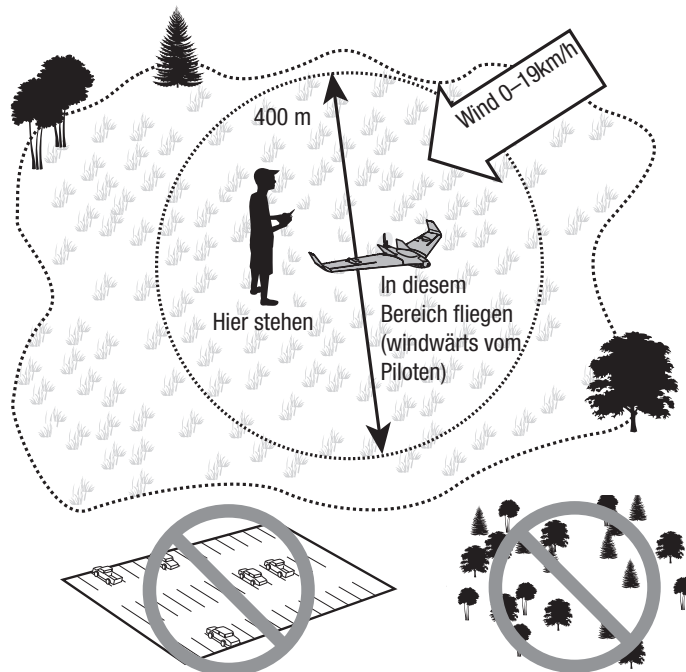 Wind 0–19km/h
400 m
Hier stehen
In diesem
Bereich fliegen
(windwärts vom
Piloten)